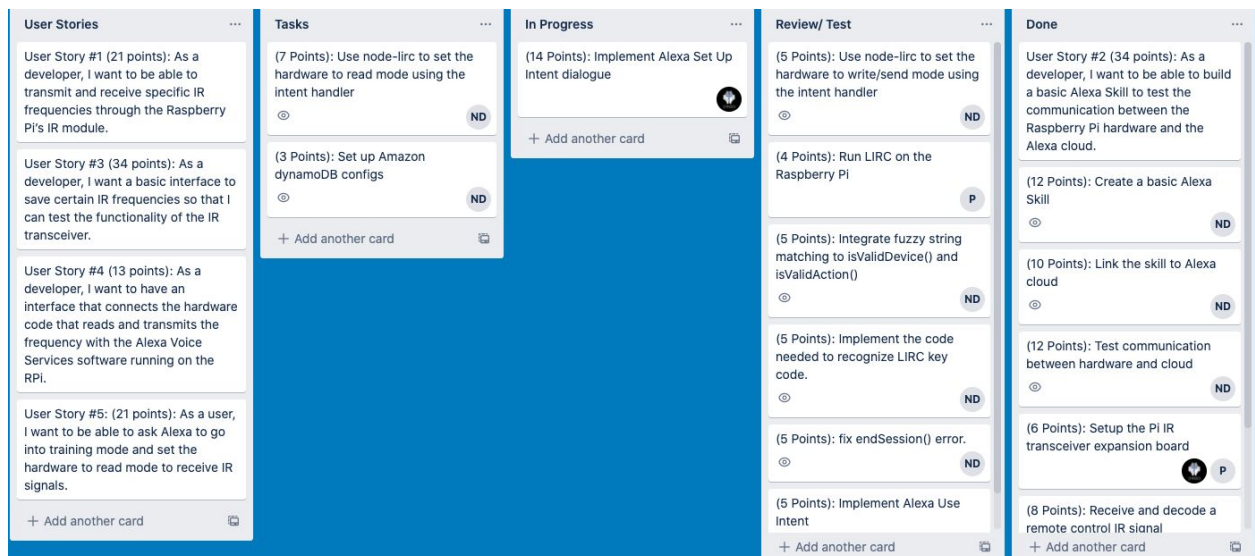 User Stories
User Story #1 (21 points): As a
developer, I want to be able to
transmit and receive specific IR
frequencies through the Raspberry
Pi's IR module.
User Story #3 (34 points): As a
developer, I want a basic interface to
save certain IR frequencies so that I
can test the functionality of the IR
transceiver.
User Story #4 (13 points): As a
developer, I want to have an
interface that connects the hardware
code that reads and transmits the
frequency with the Alexa Voice
Services software running on the
RPi.
User Story #5: (21 points): As a user,
I want to be able to ask Alexa to go
into training mode and set the
hardware to read mode to receive IR
signals.
+ Add another card
Tasks
(7 Points): Use node-lirc to set the
hardware to read mode using the
intent handler
ND
(3 Points): Set up Amazon
dynamoDB configs
ND
+ Add another card
In Progress
(14 Points): Implement Alexa Set Up
Intent dialogue
+ Add another card
Review/ Test
(5 Points): Use node-lirc to set the
hardware to write/send mode using
the intent handler
ND
(4 Points): Run LIRC on the
Raspberry Pi
P
(5 Points): Integrate fuzzy string
matching to isValidDevice() and
isValidAction()
ND
(5 Points): Implement the code
needed to recognize LIRC key
code.
ND
(5 Points): fix endSession() error.
ND
(5 Points): Implement Alexa Use
Intent
+ Add another card
Done
User Story #2 (34 points): As a
developer, I want to be able to build
a basic Alexa Skill to test the
communication between the
Raspberry Pi hardware and the
Alexa cloud.
(12 Points): Create a basic Alexa
Skill
ND
(10 Points): Link the skill to Alexa
cloud
ND
(12 Points): Test communication
between hardware and cloud
ND
(6 Points): Setup the Pi IR
transceiver expansion board
P
(8 Points): Receive and decode a
remote control IR signal
+ Add another card